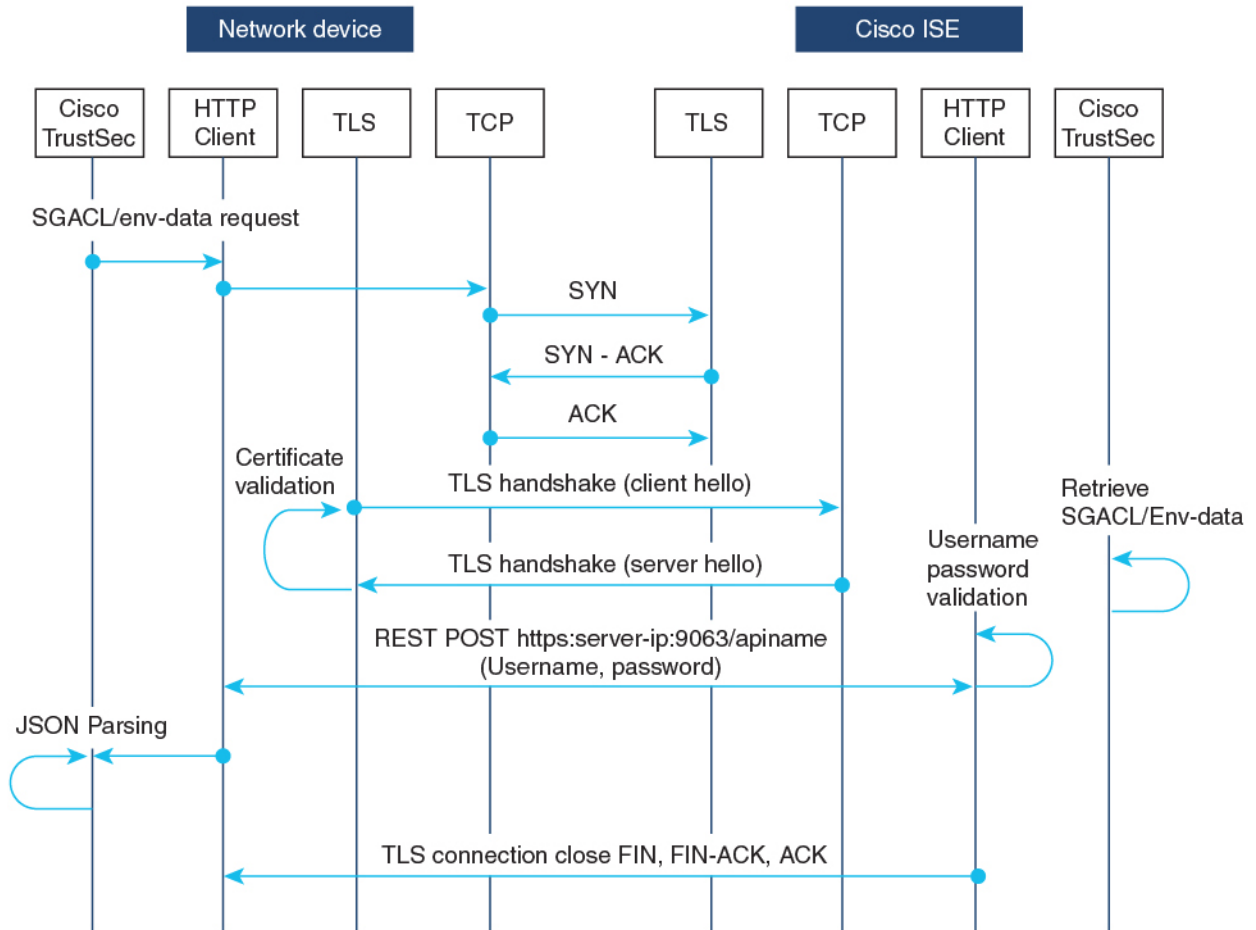 Network device
Cisco ISE
Cisco
TrustSec
HTTP
Client
TLS
TCP
TLS
TCP
HTTP
Client
Cisco
TrustSec
SGACL/env-data request
SYN
SYN - ACK
ACK
Certificate
validation
TLS handshake (client hello)
Retrieve
SGACL/Env-data
Username
password
validation
TLS handshake (server hello)
REST POST https:server-ip:9063/apiname
(Username, password)
JSON Parsing
TLS connection close FIN, FIN-ACK, ACK